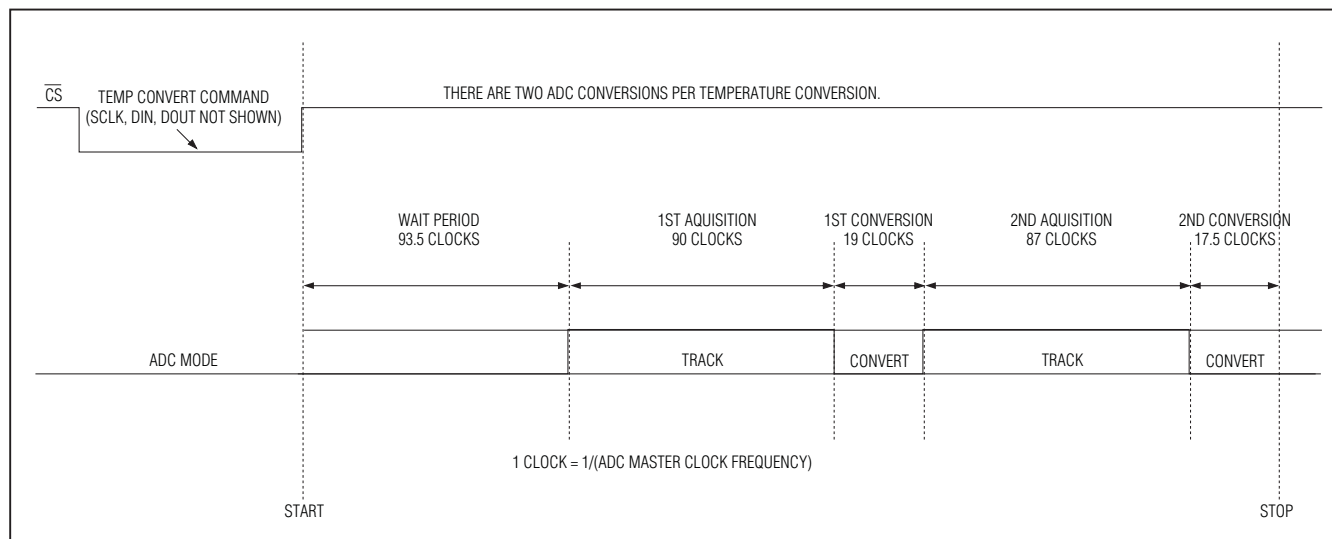 CS
TEMP CONVERT COMMAND
(SCLK, DIN, DOUT NOT SHOWN)
THERE ARE TWO ADC CONVERSIONS PER TEMPERATURE CONVERSION.
WAIT PERIOD
93.5 CLOCKS
1ST AQUISITION
90 CLOCKS
1ST CONVERSION
19 CLOCKS
2ND AQUISITION
87 CLOCKS
2ND CONVERSION
17.5 CLOCKS
ADC MODE
TRACK
CONVERT
TRACK
CONVERT
1 CLOCK = 1/(ADC MASTER CLOCK FREQUENCY)
START
STOP